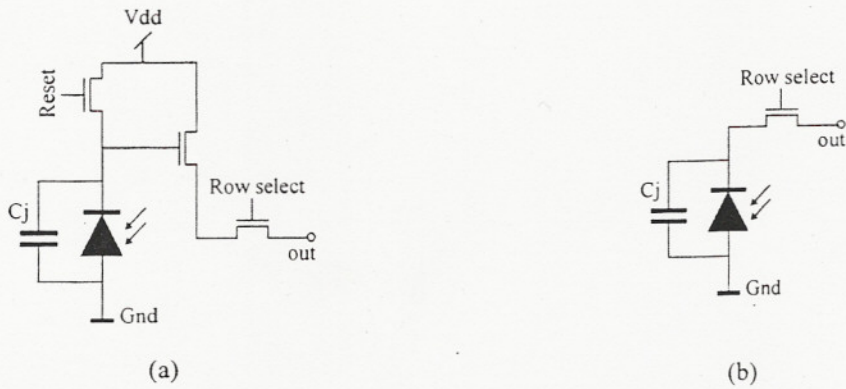 Vdd
Reset
Row select
Cj
out
Gnd
(a)
Row select
out
Cj
Gnd
(b)